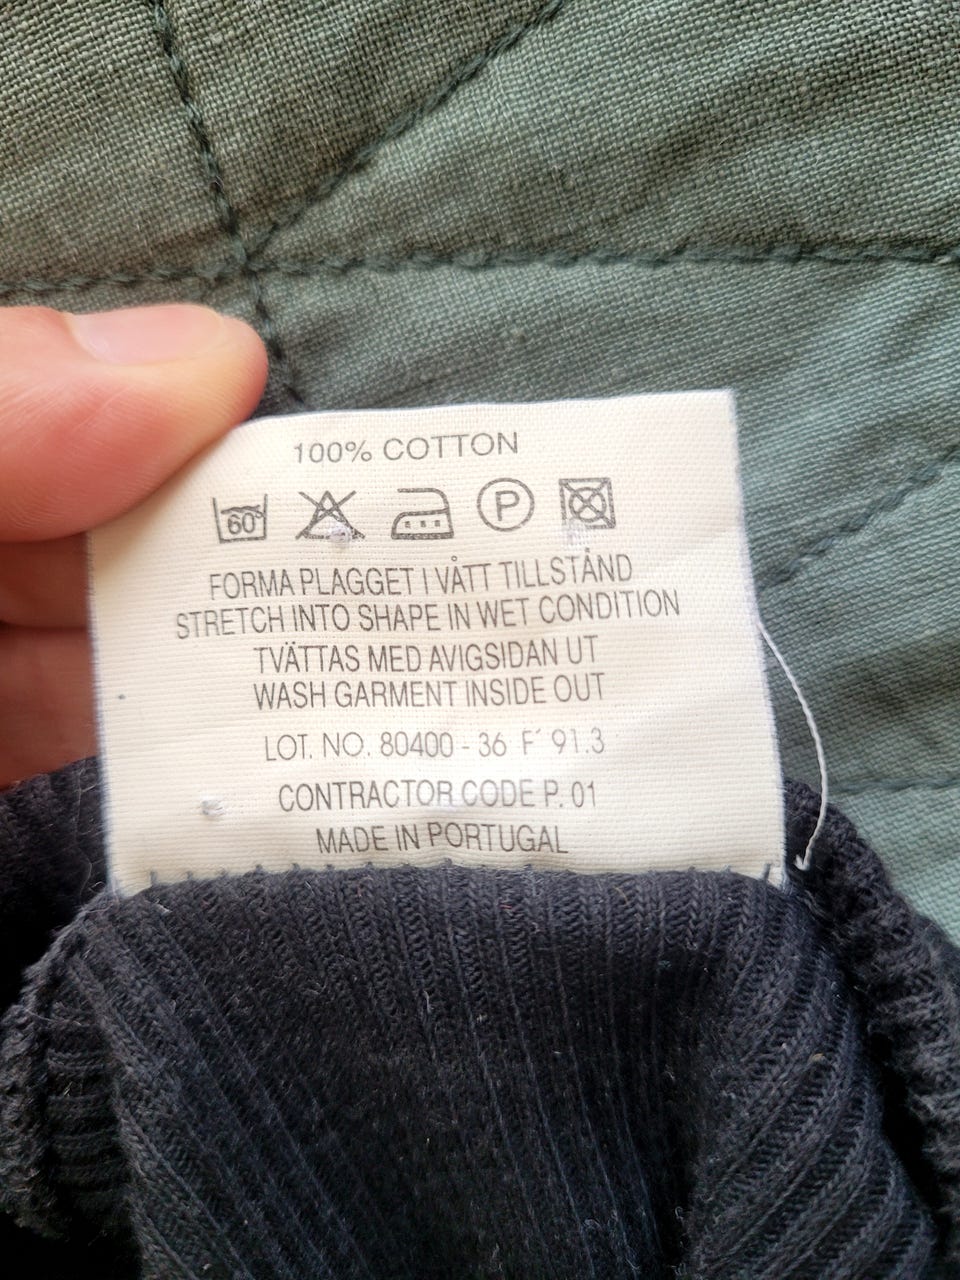 100% COTTON
60°
P
FORMA PLAGGET I VÅTT TILLSTÅND
STRETCH INTO SHAPE IN WET CONDITION
TVÄTTAS MED AVIGSIDAN UT
WASH GARMENT INSIDE OUT
LOT. NO. 80400 - 36 F´ 91.3
CONTRACTOR CODE P. 01
MADE IN PORTUGAL